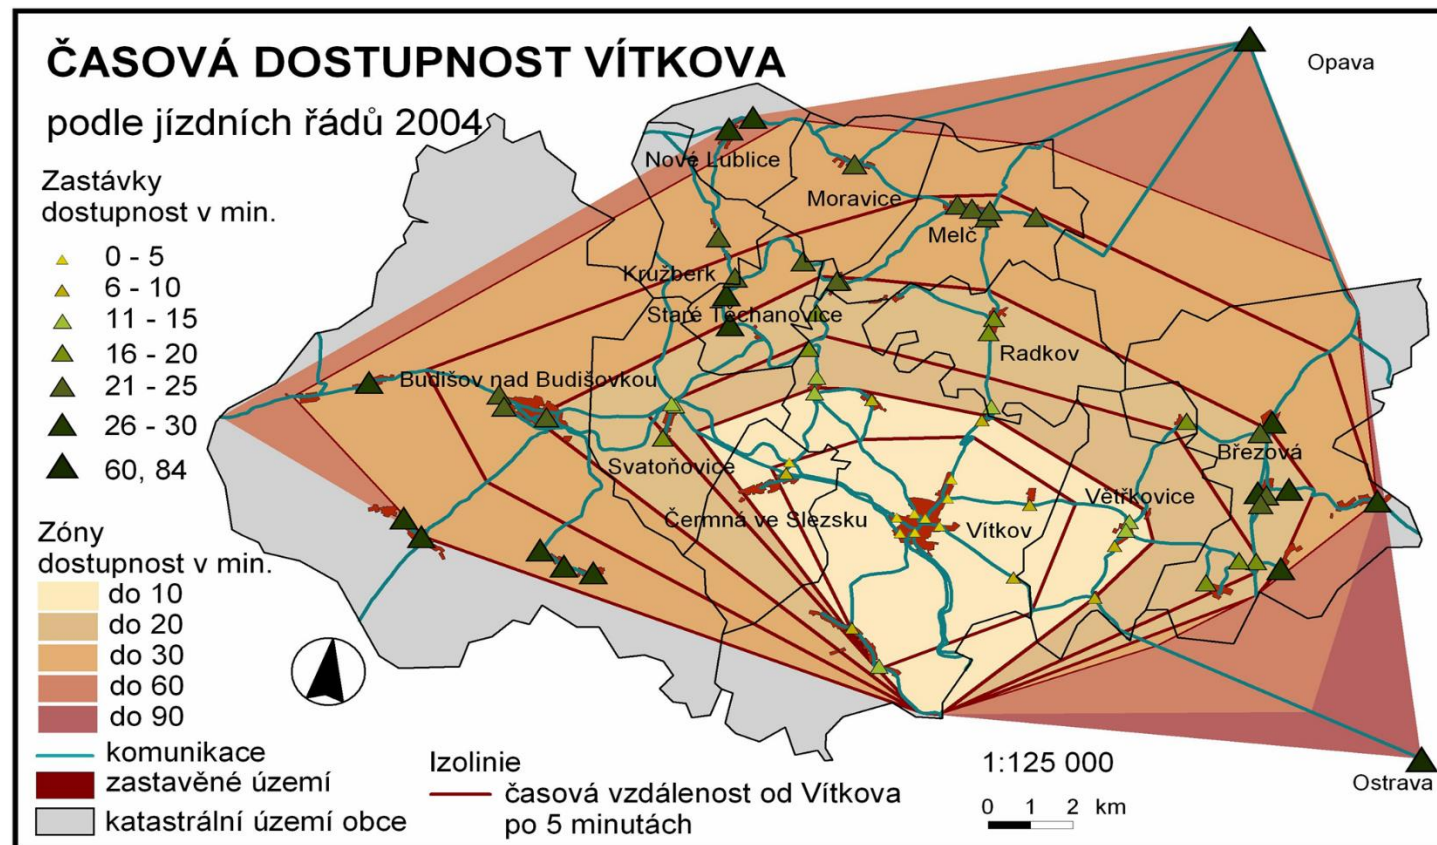 ČASOVÁ DOSTUPNOST VÍTKOVA
podle jízdních řádů 2004
Zastávky
dostupnost v min.
0 - 5
6 - 10
11 - 15
16 - 20
21 - 25
26 - 30
60, 84
Zóny
dostupnost v min.
do 10
do 20
do 30
do 60
do 90
komunikace
zastavěné území
katastrální území obce
Izolinie
časová vzdálenost od Vítkova
po 5 minutách
1:125 000
0 1 2 km
Opava
Nové Lublice
Moravice
Melč
Kružberk
Staré Těchanovice
Radkov
Budišov nad Budišovkou
Svatoňovice
Březová
Větřkovice
Čermná ve Slezsku
Vítkov
Ostrava